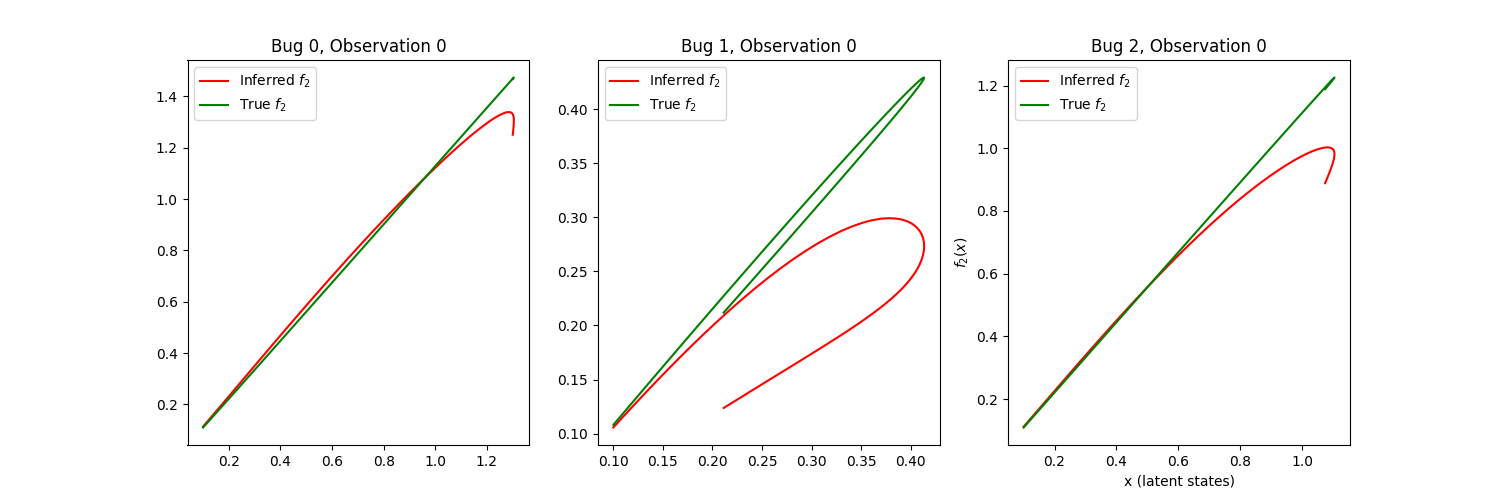 Bug 0, Observation 0
Inferred f₂
True f₂
1.4
1.2
1.0
0.8
0.6
0.4
0.2
0.2 0.4 0.6 0.8 1.0 1.2
Bug 1, Observation 0
Inferred f₂
True f₂
0.40
0.35
0.30
0.25
0.20
0.15
0.10
0.10 0.15 0.20 0.25 0.30 0.35 0.40
Bug 2, Observation 0
Inferred f₂
True f₂
f₂(x)
1.2
1.0
0.8
0.6
0.4
0.2
0.2 0.4 0.6 0.8 1.0
x (latent states)